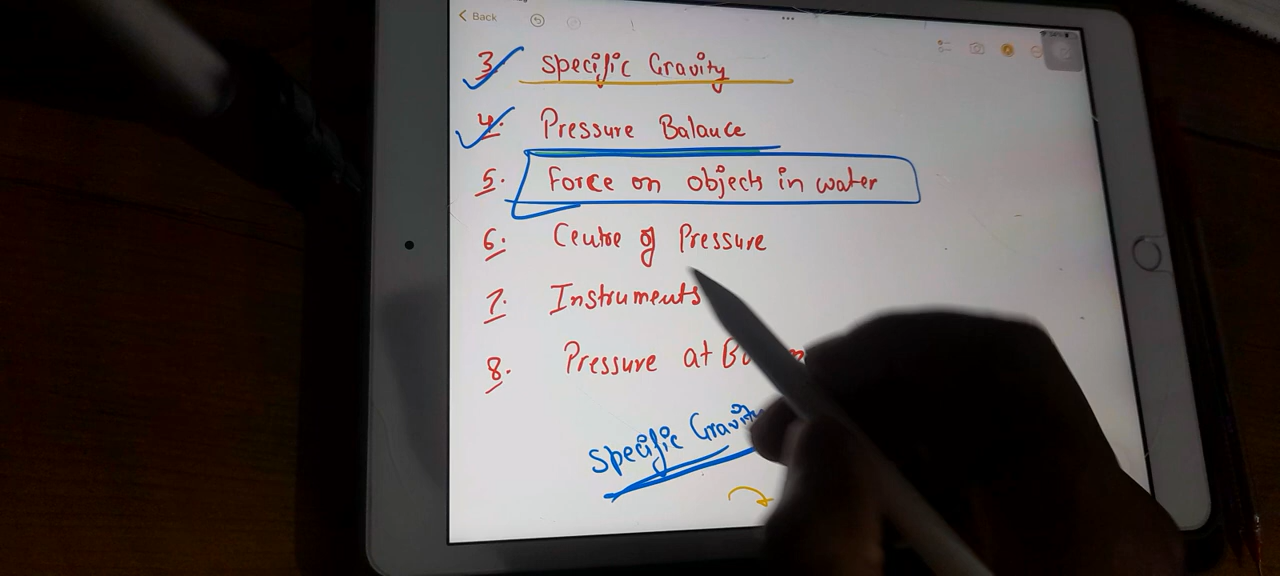 Back
3 Specific Gravity
4. Pressure Balance
5. Force on objects in water
6. Centre of Pressure
7. Instruments
8. Pressure at
Specific Gravity